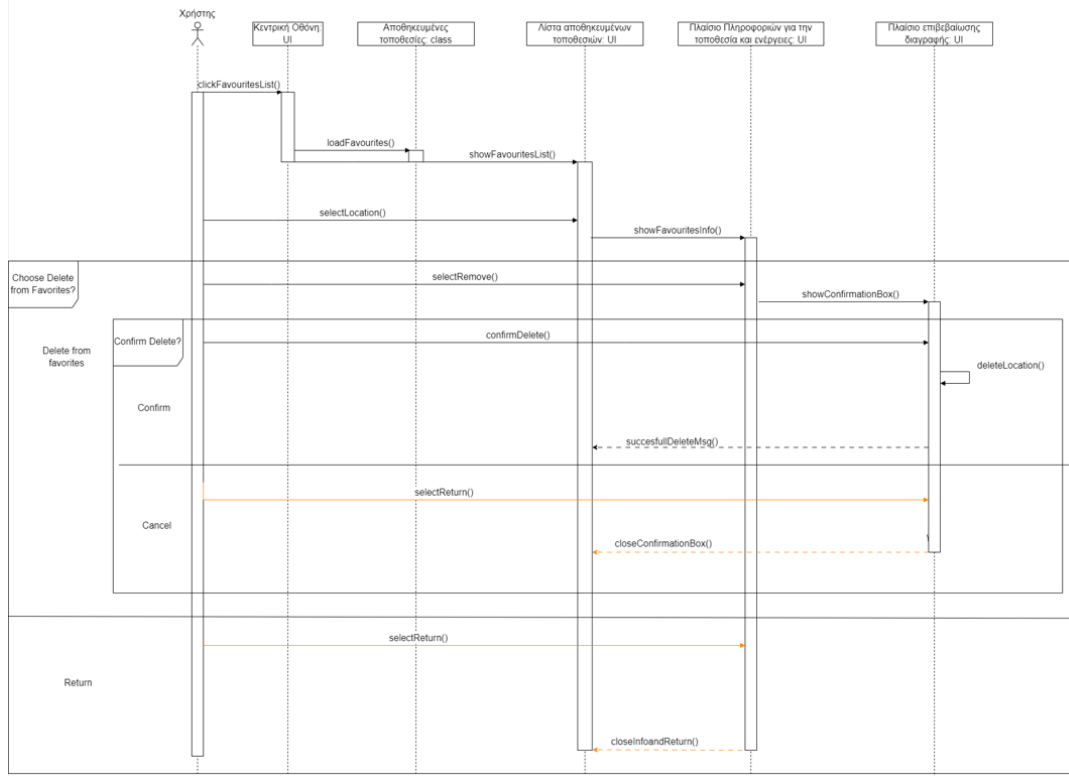 Χρήστης
Κεντρική Οθόνη:
UI
Αποθηκευμένες
τοποθεσίες: class
Λίστα αποθηκευμένων
τοποθεσιών: UI
Πλαίσιο Πληροφοριών για την
τοποθεσία και ενέργειες: UI
Πλαίσιο επιβεβαίωσης
διαγραφής: UI
clickFavouritesList()
loadFavourites()
showFavouritesList()
selectLocation()
showFavouritesInfo()
Choose Delete
from Favorites?
selectRemove()
showConfirmationBox()
Confirm Delete?
confirmDelete()
Delete from
favorites
deleteLocation()
Confirm
succesfullDeleteMsg()
selectReturn()
Cancel
closeConfirmationBox()
selectReturn()
Return
closeInfoandReturn()